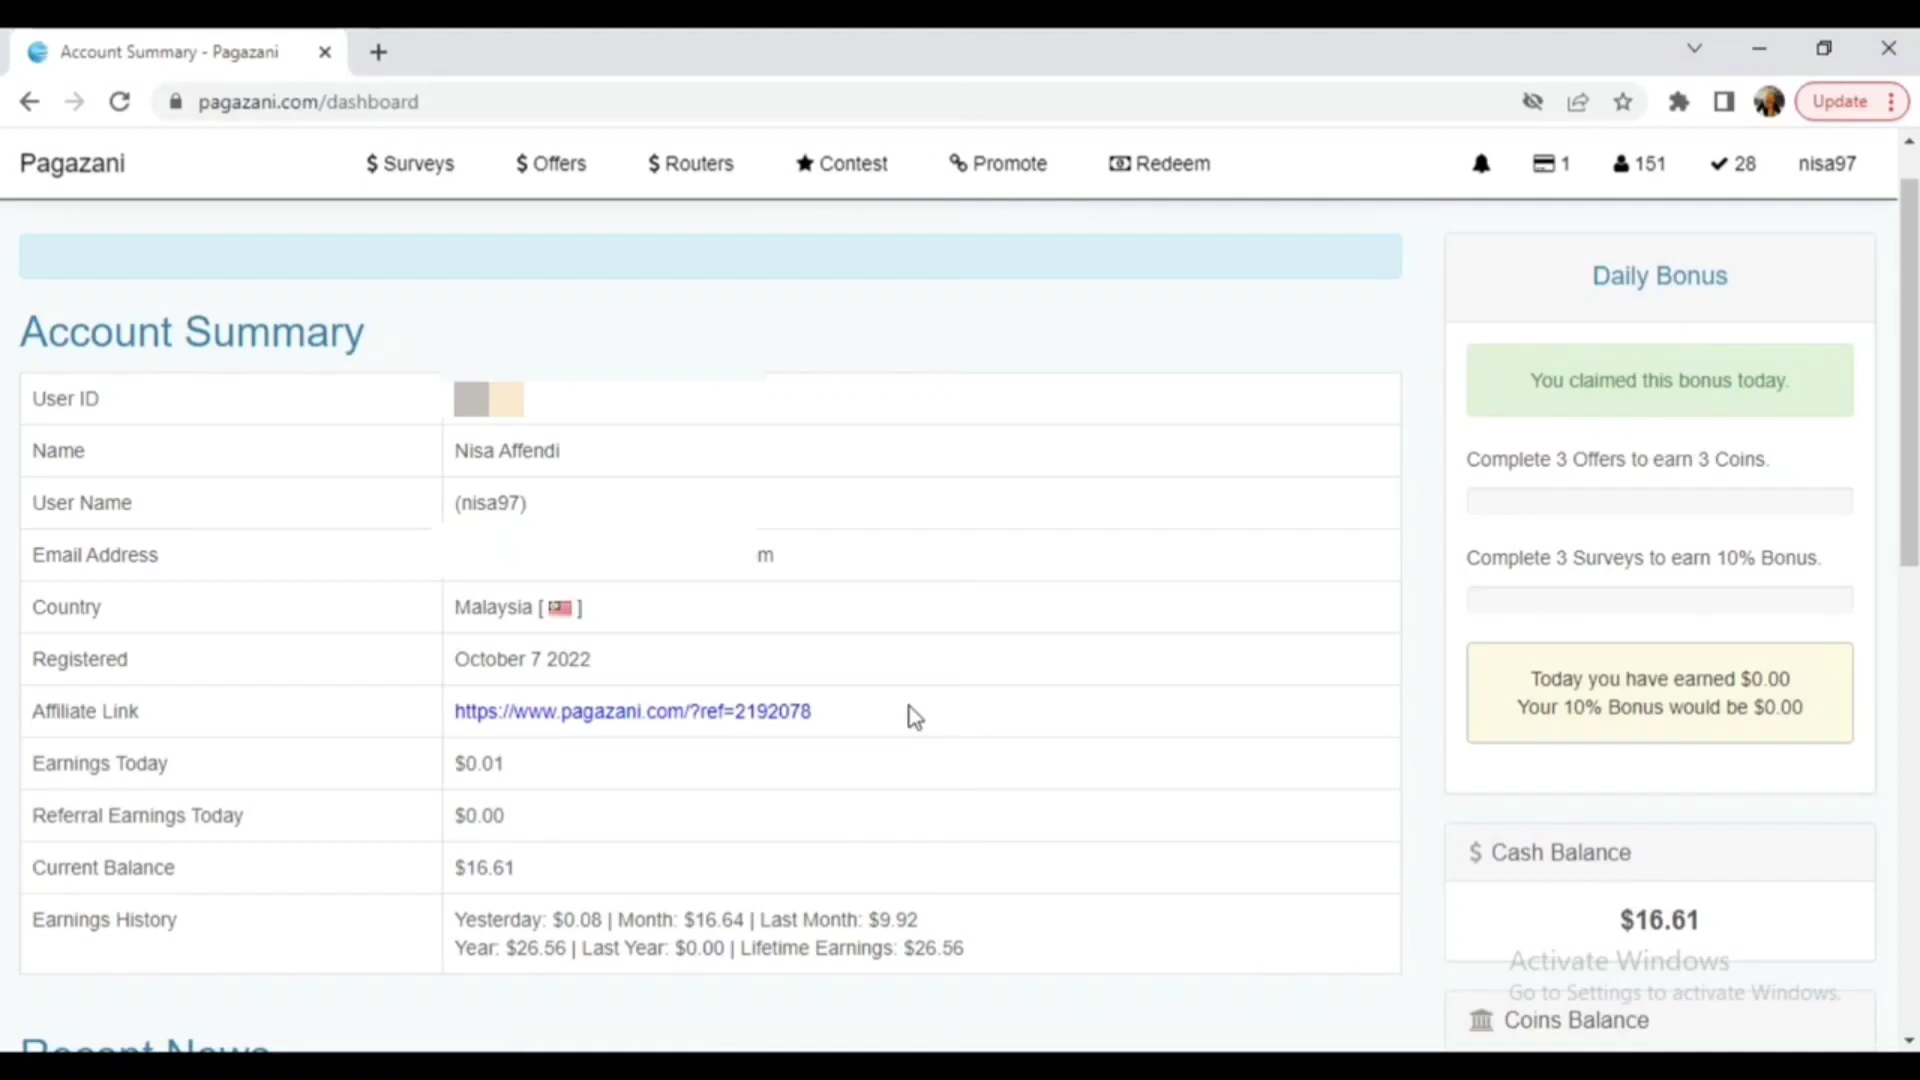 Account Summary - Pagazani
pagazani.com/dashboard
Update
Pagazani
$ Surveys
$ Offers
$ Routers
Contest
Promote
Redeem
1
151
28
nisa97
Account Summary
User ID
Name Nisa Affendi
User Name (nisa97)
Email Address m
Country Malaysia [ ]
Registered October 7 2022
Affiliate Link https://www.pagazani.com/?ref=2192078
Earnings Today $0.01
Referral Earnings Today $0.00
Current Balance $16.61
Earnings History Yesterday: $0.08 | Month: $16.64 | Last Month: $9.92
Year: $26.56 | Last Year: $0.00 | Lifetime Earnings: $26.56
Recent News
Daily Bonus
You claimed this bonus today.
Complete 3 Offers to earn 3 Coins.
Complete 3 Surveys to earn 10% Bonus.
Today you have earned $0.00
Your 10% Bonus would be $0.00
$ Cash Balance
$16.61
Activate Windows
Go to Settings to activate Windows.
Coins Balance